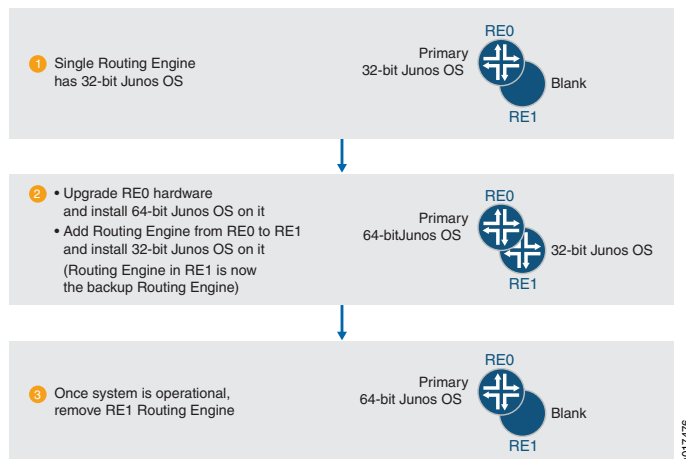 1 Single Routing Engine
has 32-bit Junos OS
RE0
Primary
32-bit Junos OS
Blank
RE1
2 • Upgrade RE0 hardware
and install 64-bit Junos OS on it
• Add Routing Engine from RE0 to RE1
and install 32-bit Junos OS on it
(Routing Engine in RE1 is now
the backup Routing Engine)
RE0
Primary
64-bitJunos OS
32-bit Junos OS
RE1
3 Once system is operational,
remove RE1 Routing Engine
RE0
Primary
64-bit Junos OS
Blank
RE1